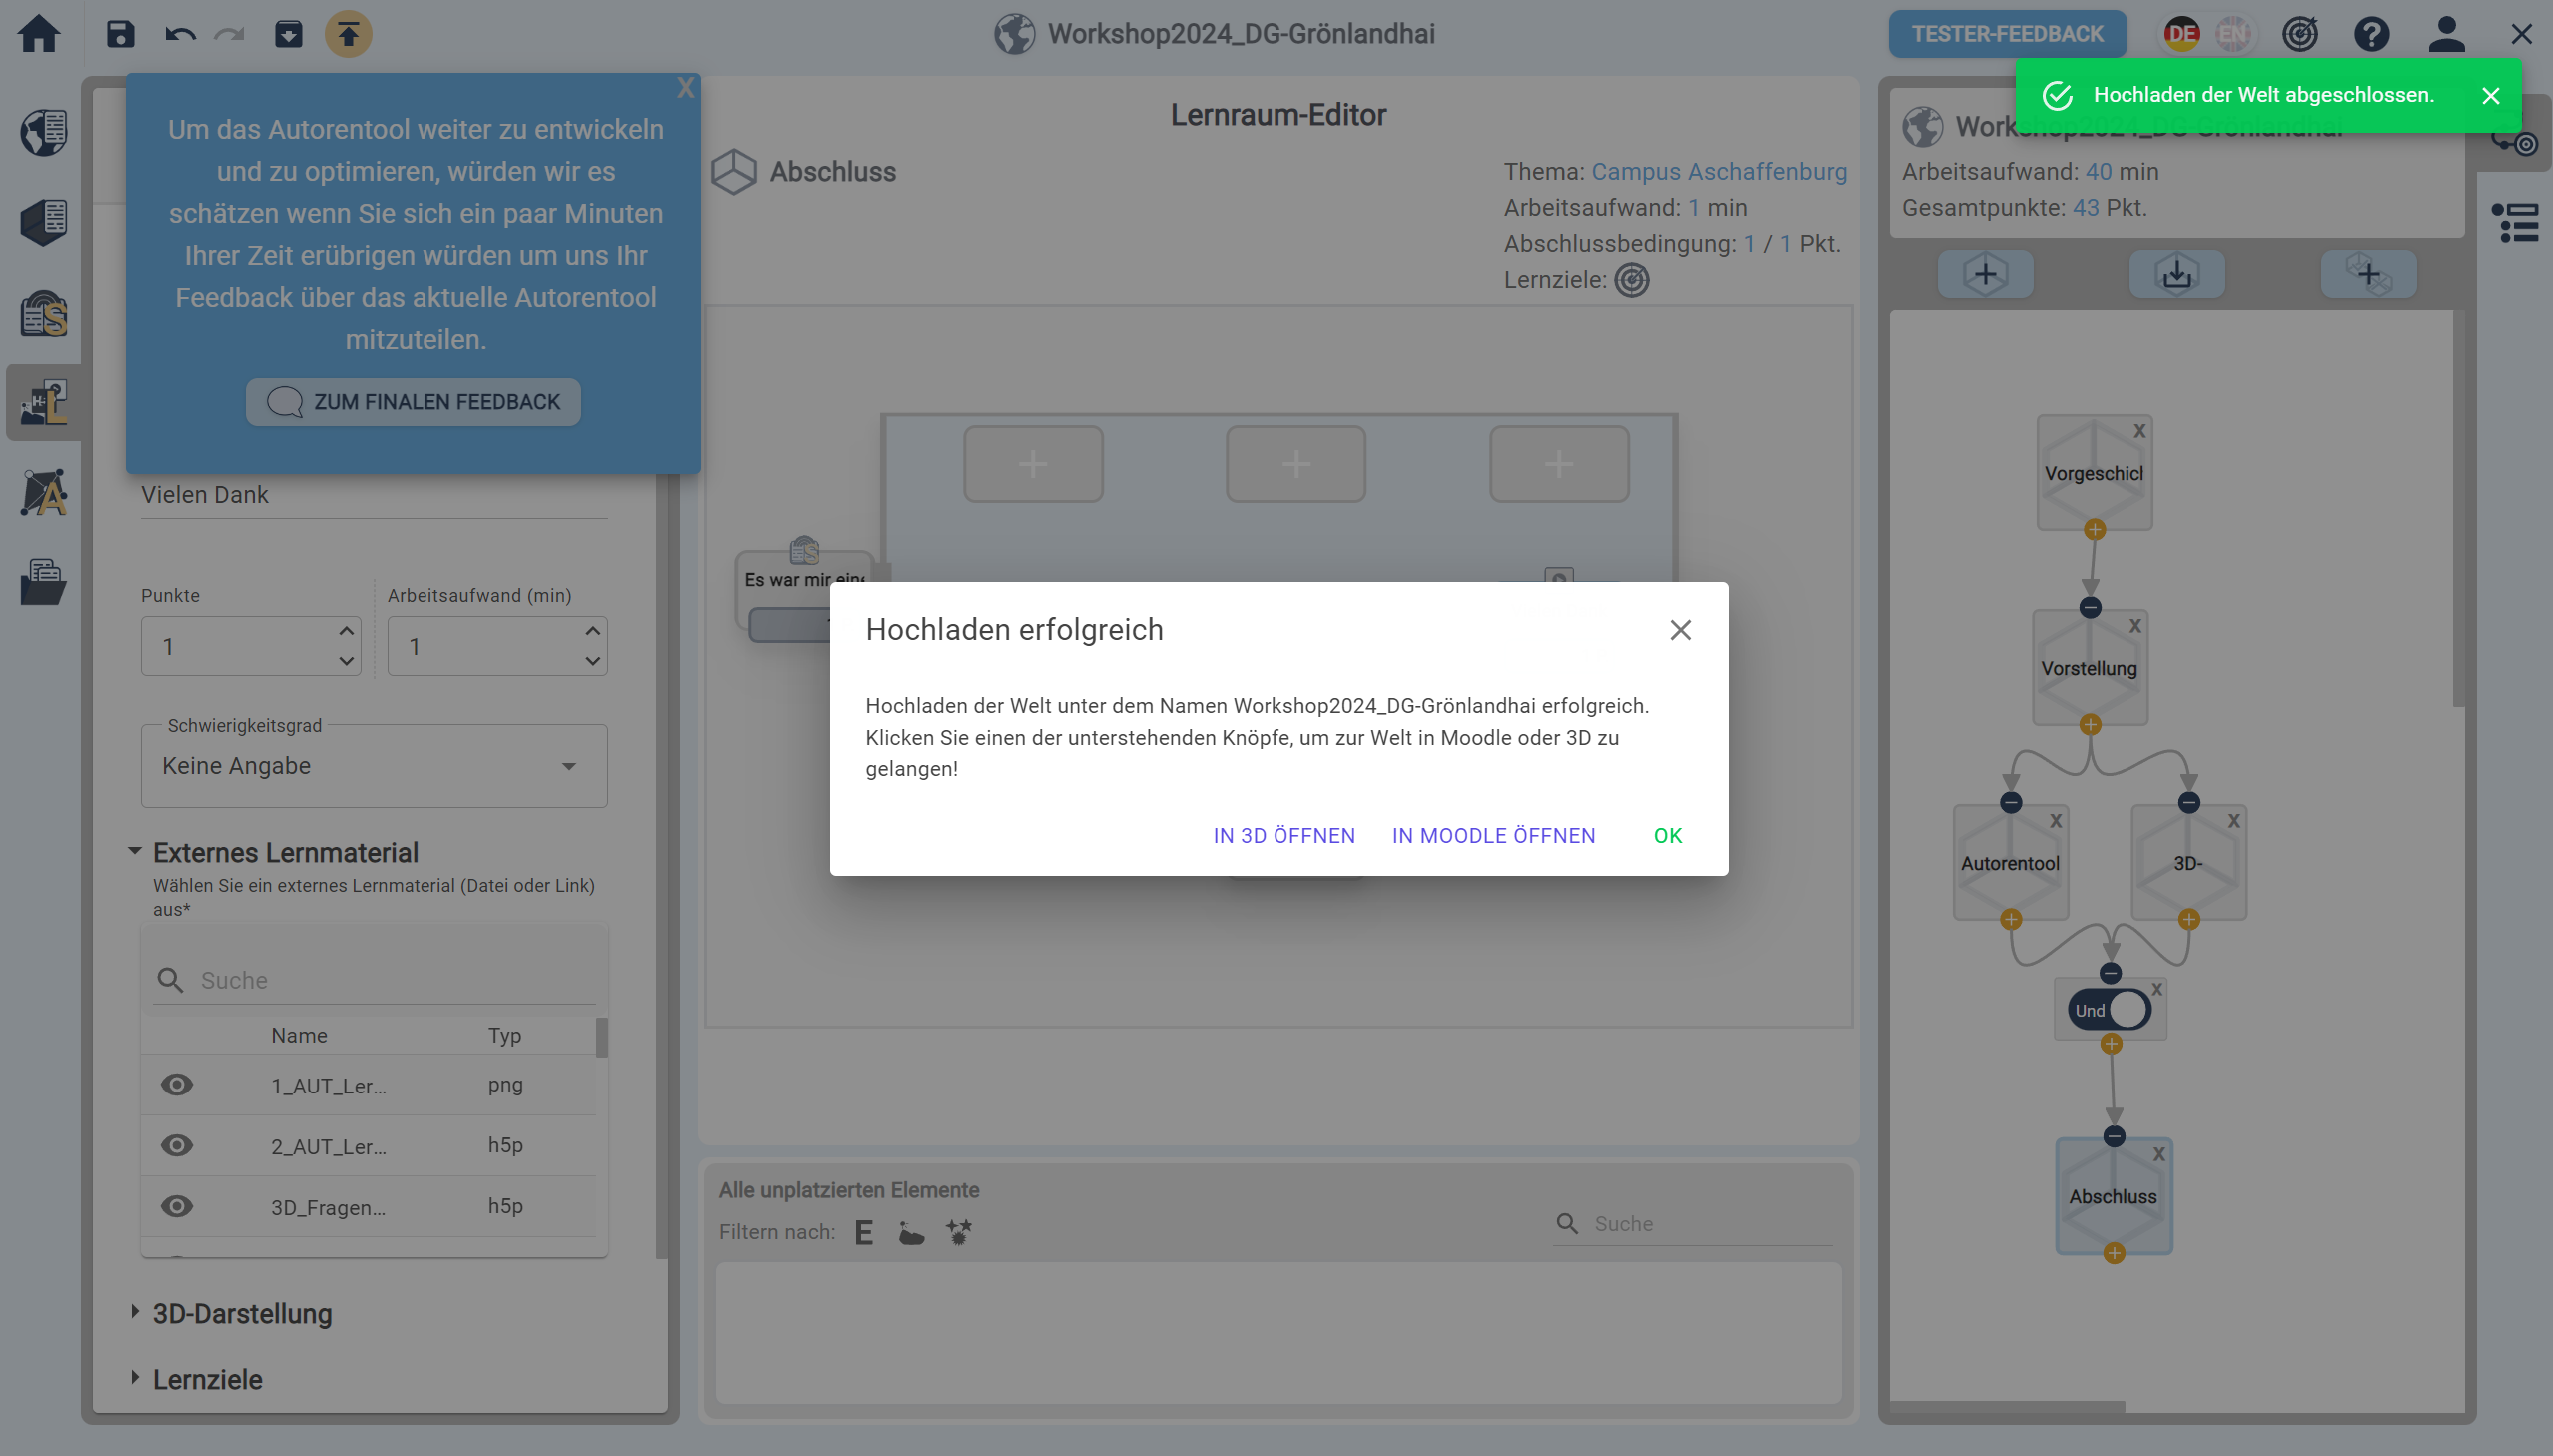 Workshop2024_DG-Grönlandhai
TESTER-FEEDBACK
DE
EN
Hochladen der Welt abgeschlossen.
X
Um das Autorentool weiter zu entwickeln
und zu optimieren, würden wir es
schätzen wenn Sie sich ein paar Minuten
Ihrer Zeit erübrigen würden um uns Ihr
Feedback über das aktuelle Autorentool
mitzuteilen.
ZUM FINALEN FEEDBACK
Vielen Dank
Punkte
Arbeitsaufwand (min)
1
1
Schwierigkeitsgrad
Keine Angabe
Externes Lernmaterial
Wählen Sie ein externes Lernmaterial (Datei oder Link)
aus*
Suche
Name Typ
1_AUT_Ler... png
2_AUT_Ler... h5p
3D_Fragen... h5p
3D-Darstellung
Lernziele
Lernraum-Editor
Abschluss
Thema: Campus Aschaffenburg
Arbeitsaufwand: 1 min
Abschlussbedingung: 1 / 1 Pkt.
Lernziele:
Es war mir eine
Hochladen erfolgreich
Hochladen der Welt unter dem Namen Workshop2024_DG-Grönlandhai erfolgreich.
Klicken Sie einen der unterstehenden Knöpfe, um zur Welt in Moodle oder 3D zu
gelangen!
IN 3D ÖFFNEN
IN MOODLE ÖFFNEN
OK
Alle unplatzierten Elemente
Filtern nach: E
Suche
Workshop2024_DG-Grönlandhai
Arbeitsaufwand: 40 min
Gesamtpunkte: 43 Pkt.
X
Vorgeschicl
X
Vorstellung
X
Autorentool
X
3D-
X
Und
X
Abschluss
S
L
A